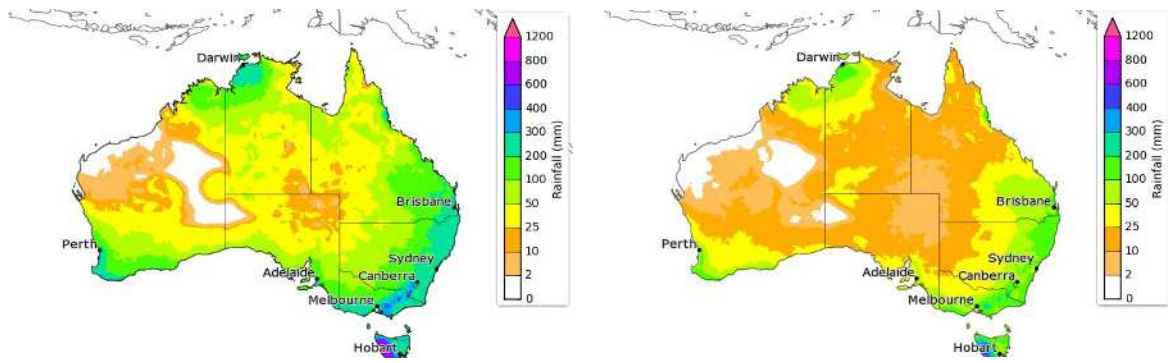 Darwin
Brisbane
Perth
Sydney
Adelaide
Canberra
Melbourne
Hobart
1200
800
600
400
300
200
100
50
25
10
2
0
Rainfall (mm)
Darwin
Brisbane
Perth
Sydney
Adelaide
Canberra
Melbourne
Hobart
1200
800
600
400
300
200
100
50
25
10
2
0
Rainfall (mm)